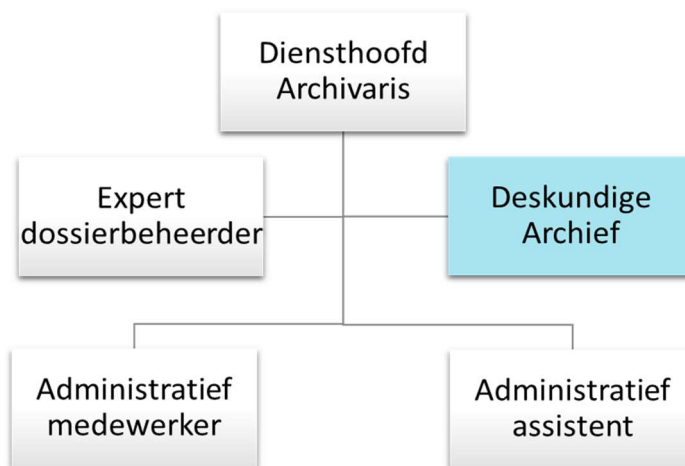 Diensthoofd
Archivaris
Expert
dossierbeheerder
Deskundige
Archief
Administratief
medewerker
Administratief
assistent